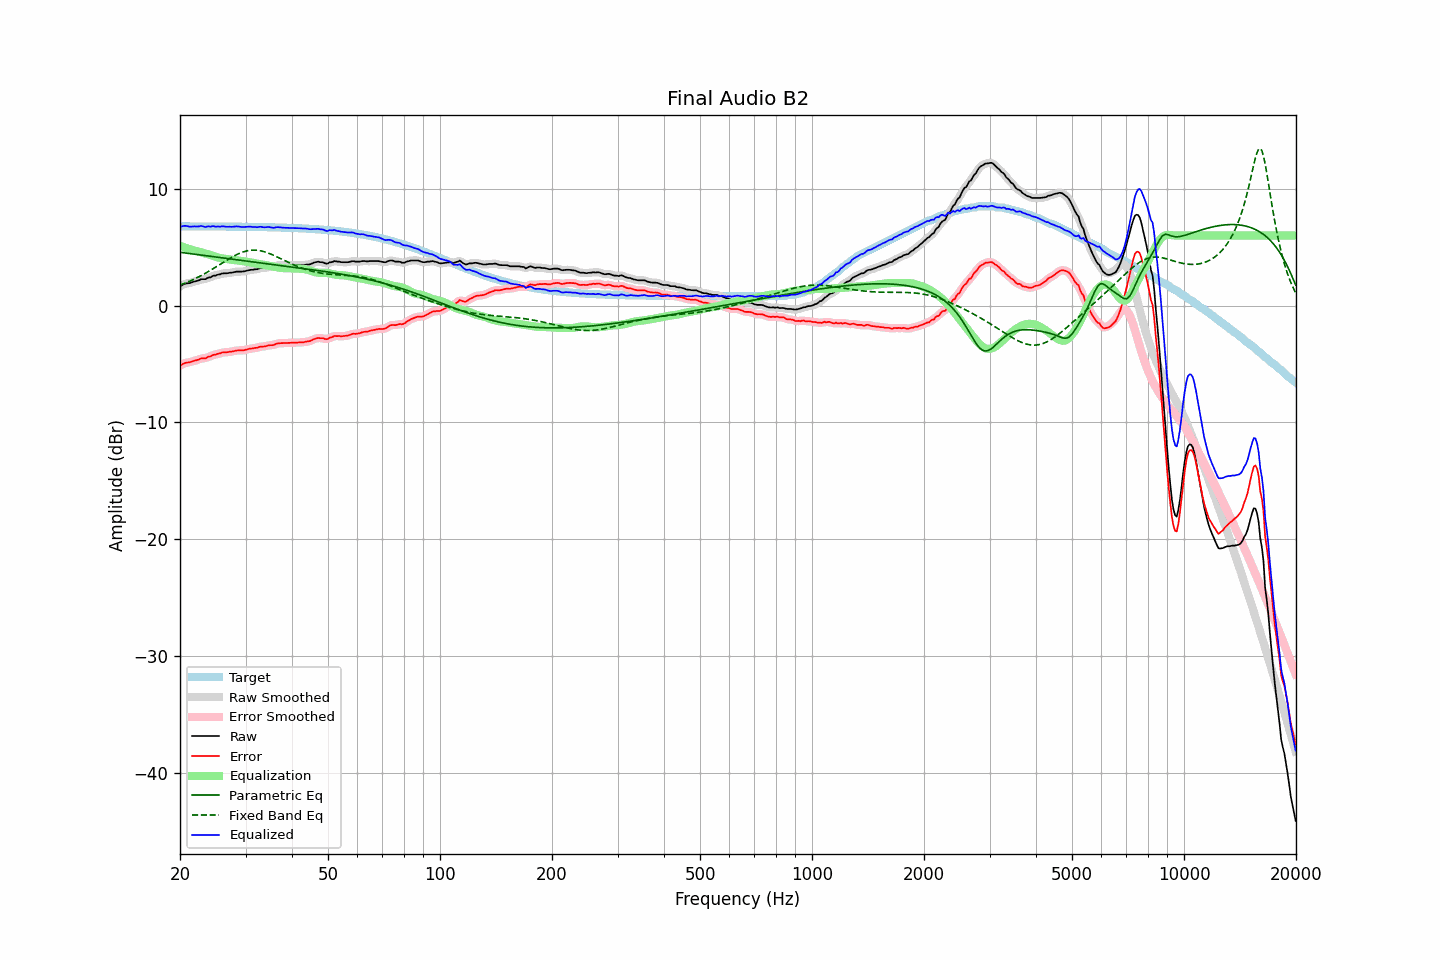 Final Audio B2
Amplitude (dBr)
10
0
−10
−20
−30
−40
Target
Raw Smoothed
Error Smoothed
Raw
Error
Equalization
Parametric Eq
Fixed Band Eq
Equalized
20 50 100 200 500 1000 2000 5000 10000 20000
Frequency (Hz)